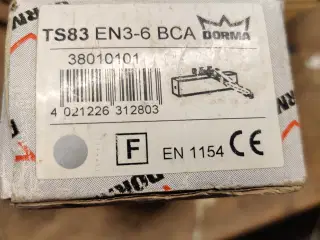 TS83 EN3-6 BCA
DORMA
38010101
4 021226 312803
F
EN 1154 CE